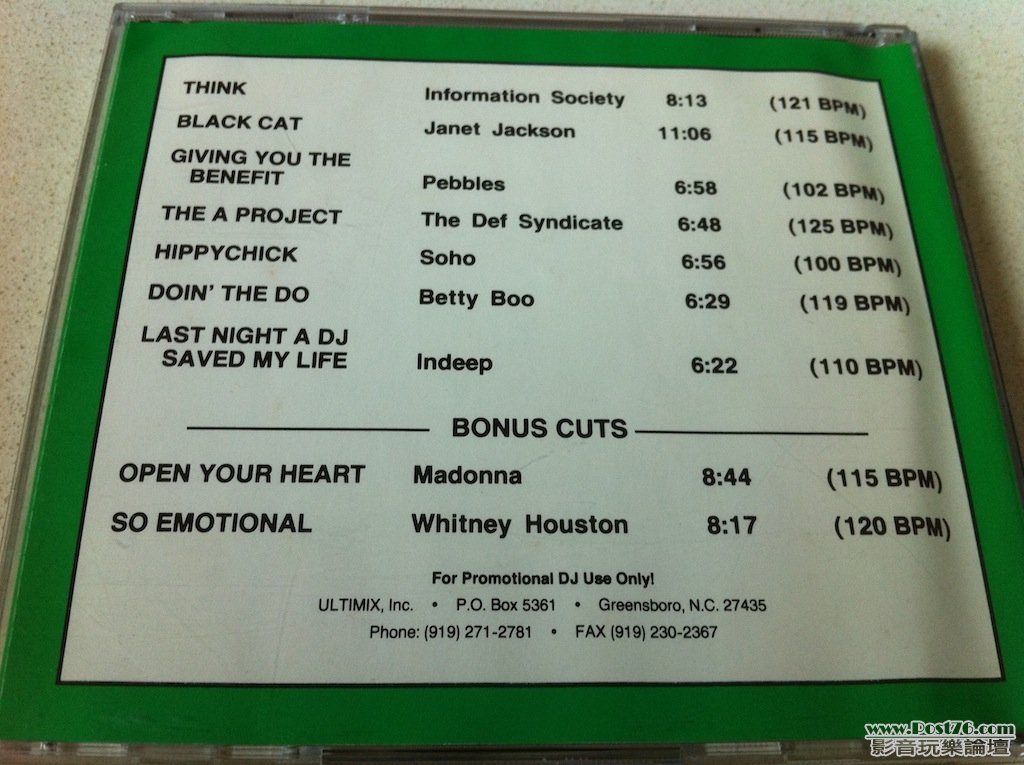 THINK Information Society 8:13 (121 BPM)
BLACK CAT Janet Jackson 11:06 (115 BPM)
GIVING YOU THE
BENEFIT Pebbles 6:58 (102 BPM)
THE A PROJECT The Def Syndicate 6:48 (125 BPM)
HIPPYCHICK Soho 6:56 (100 BPM)
DOIN' THE DO Betty Boo 6:29 (119 BPM)
LAST NIGHT A DJ
SAVED MY LIFE Indeep 6:22 (110 BPM)
BONUS CUTS
OPEN YOUR HEART Madonna 8:44 (115 BPM)
SO EMOTIONAL Whitney Houston 8:17 (120 BPM)
For Promotional DJ Use Only!
ULTIMIX, Inc. • P.O. Box 5361 • Greensboro, N.C. 27435
Phone: (919) 271-2781 • FAX (919) 230-2367
www.Post76.com
影音玩樂論壇